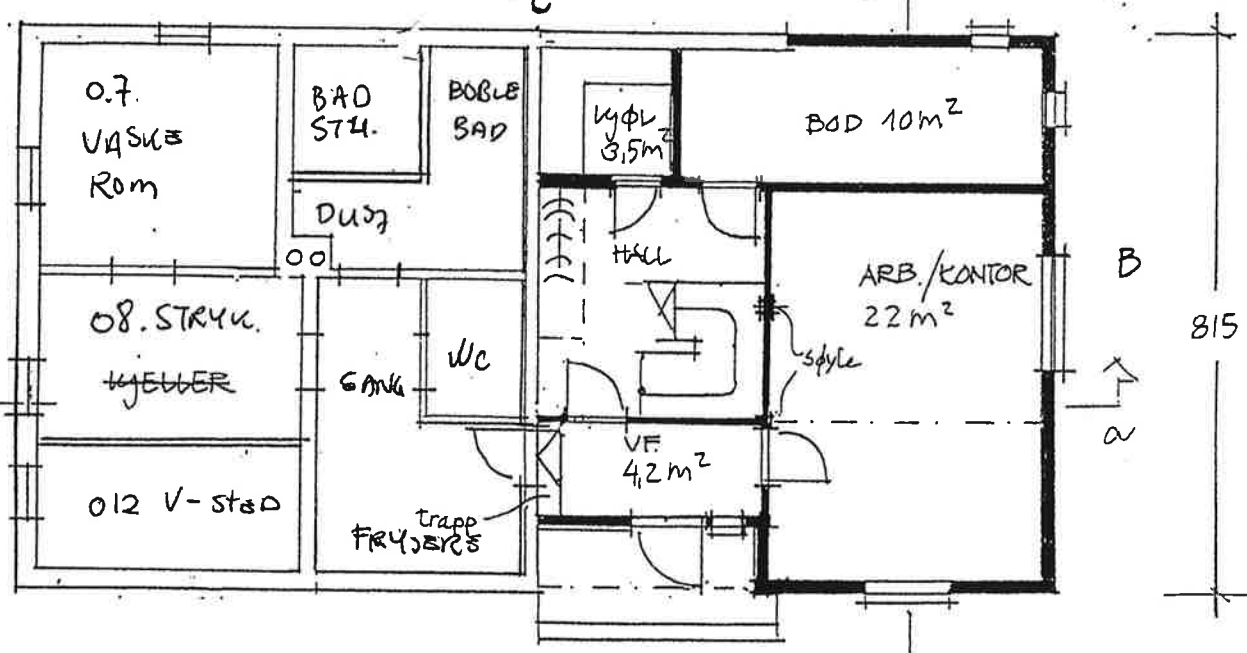 C
0.7.
VASKE
ROM
BAD
STU.
BOBLE
BAD
KJØL
3,5m²
BOD 10m²
DUSJ
HALL
ARB./KONTOR
22m²
B
815
08. STRYK.
KJELLER
GANG
WC
Søyle
a
VF.
4,2m²
012 V-STED
trapp
FRYSERE